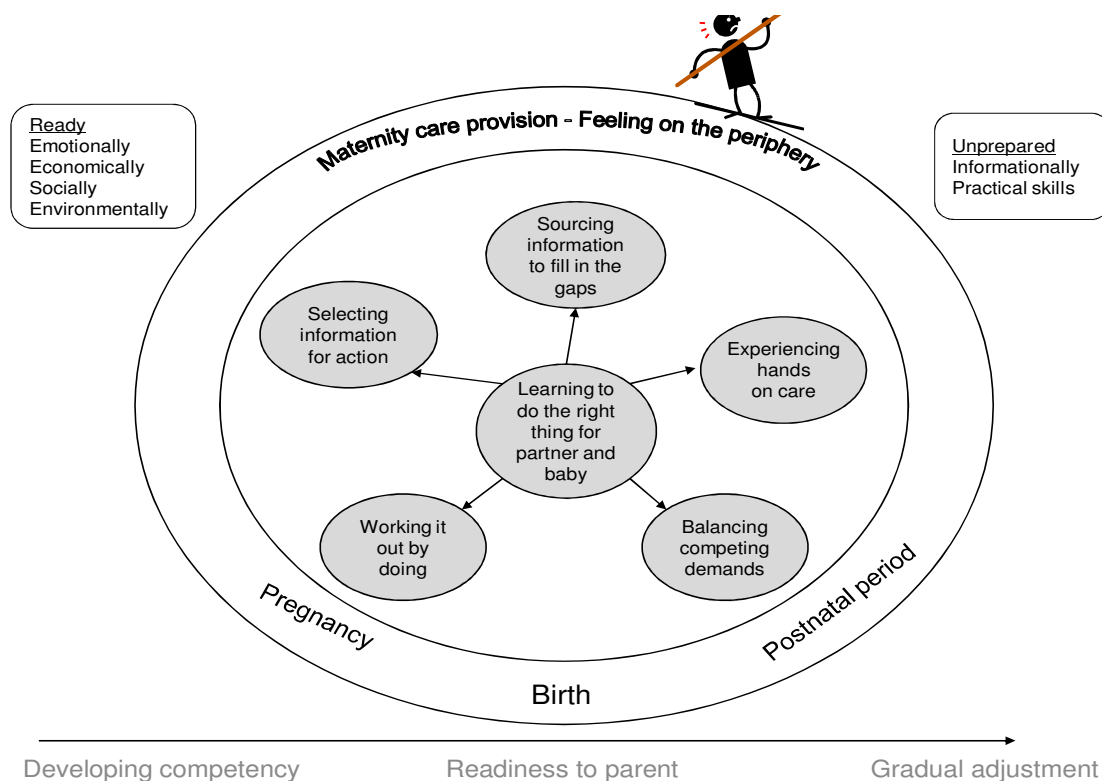 Ready
Emotionally
Economically
Socially
Environmentally
Maternity care provision - Feeling on the periphery
Unprepared
Informationally
Practical skills
Sourcing
information
to fill in the
gaps
Selecting
information
for action
Experiencing
hands
on care
Learning to
do the right
thing for
partner and
baby
Working it
out by
doing
Balancing
competing
demands
Pregnancy
Birth
Postnatal period
Developing competency
Readiness to parent
Gradual adjustment